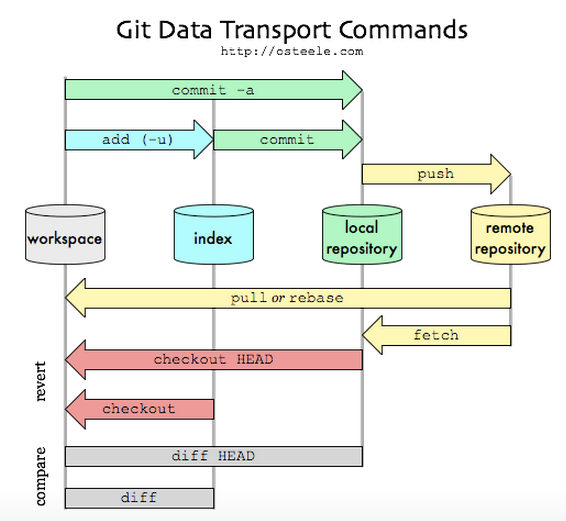 Git Data Transport Commands
http://osteele.com
commit -a
add (-u)
commit
push
workspace
index
local
repository
remote
repository
pull or rebase
fetch
revert
checkout HEAD
checkout
compare
diff HEAD
diff